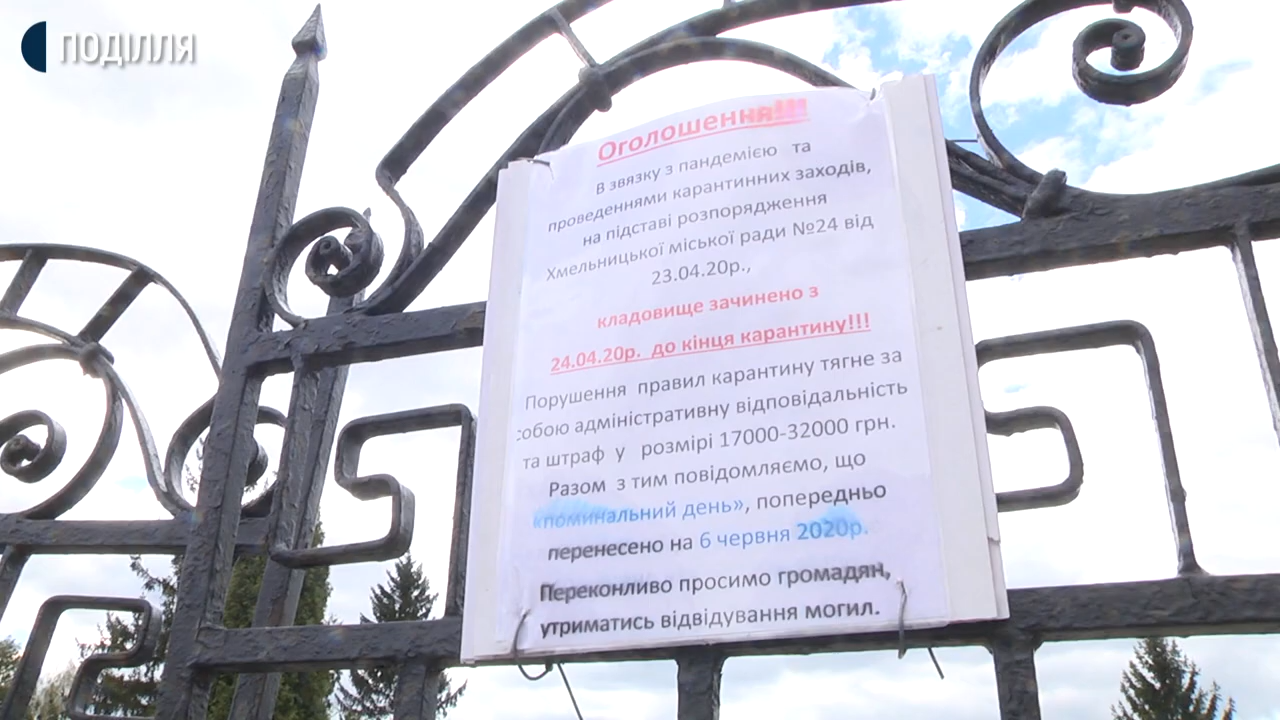 ПОДІЛЛЯ
Оголошення!!!
В звязку з пандемією та
проведеннями карантинних заходів,
на підставі розпорядження
Хмельницької міської ради №24 від
23.04.20р.,
кладовище зачинено з
24.04.20р. до кінця карантину!!!
Порушення правил карантину тягне за
собою адміністративну відповідальність
та штраф у розмірі 17000-32000 грн.
Разом з тим повідомляємо, що
«поминальний день», попередньо
перенесено на 6 червня 2020р.
Переконливо просимо громадян,
утриматись відвідування могил.